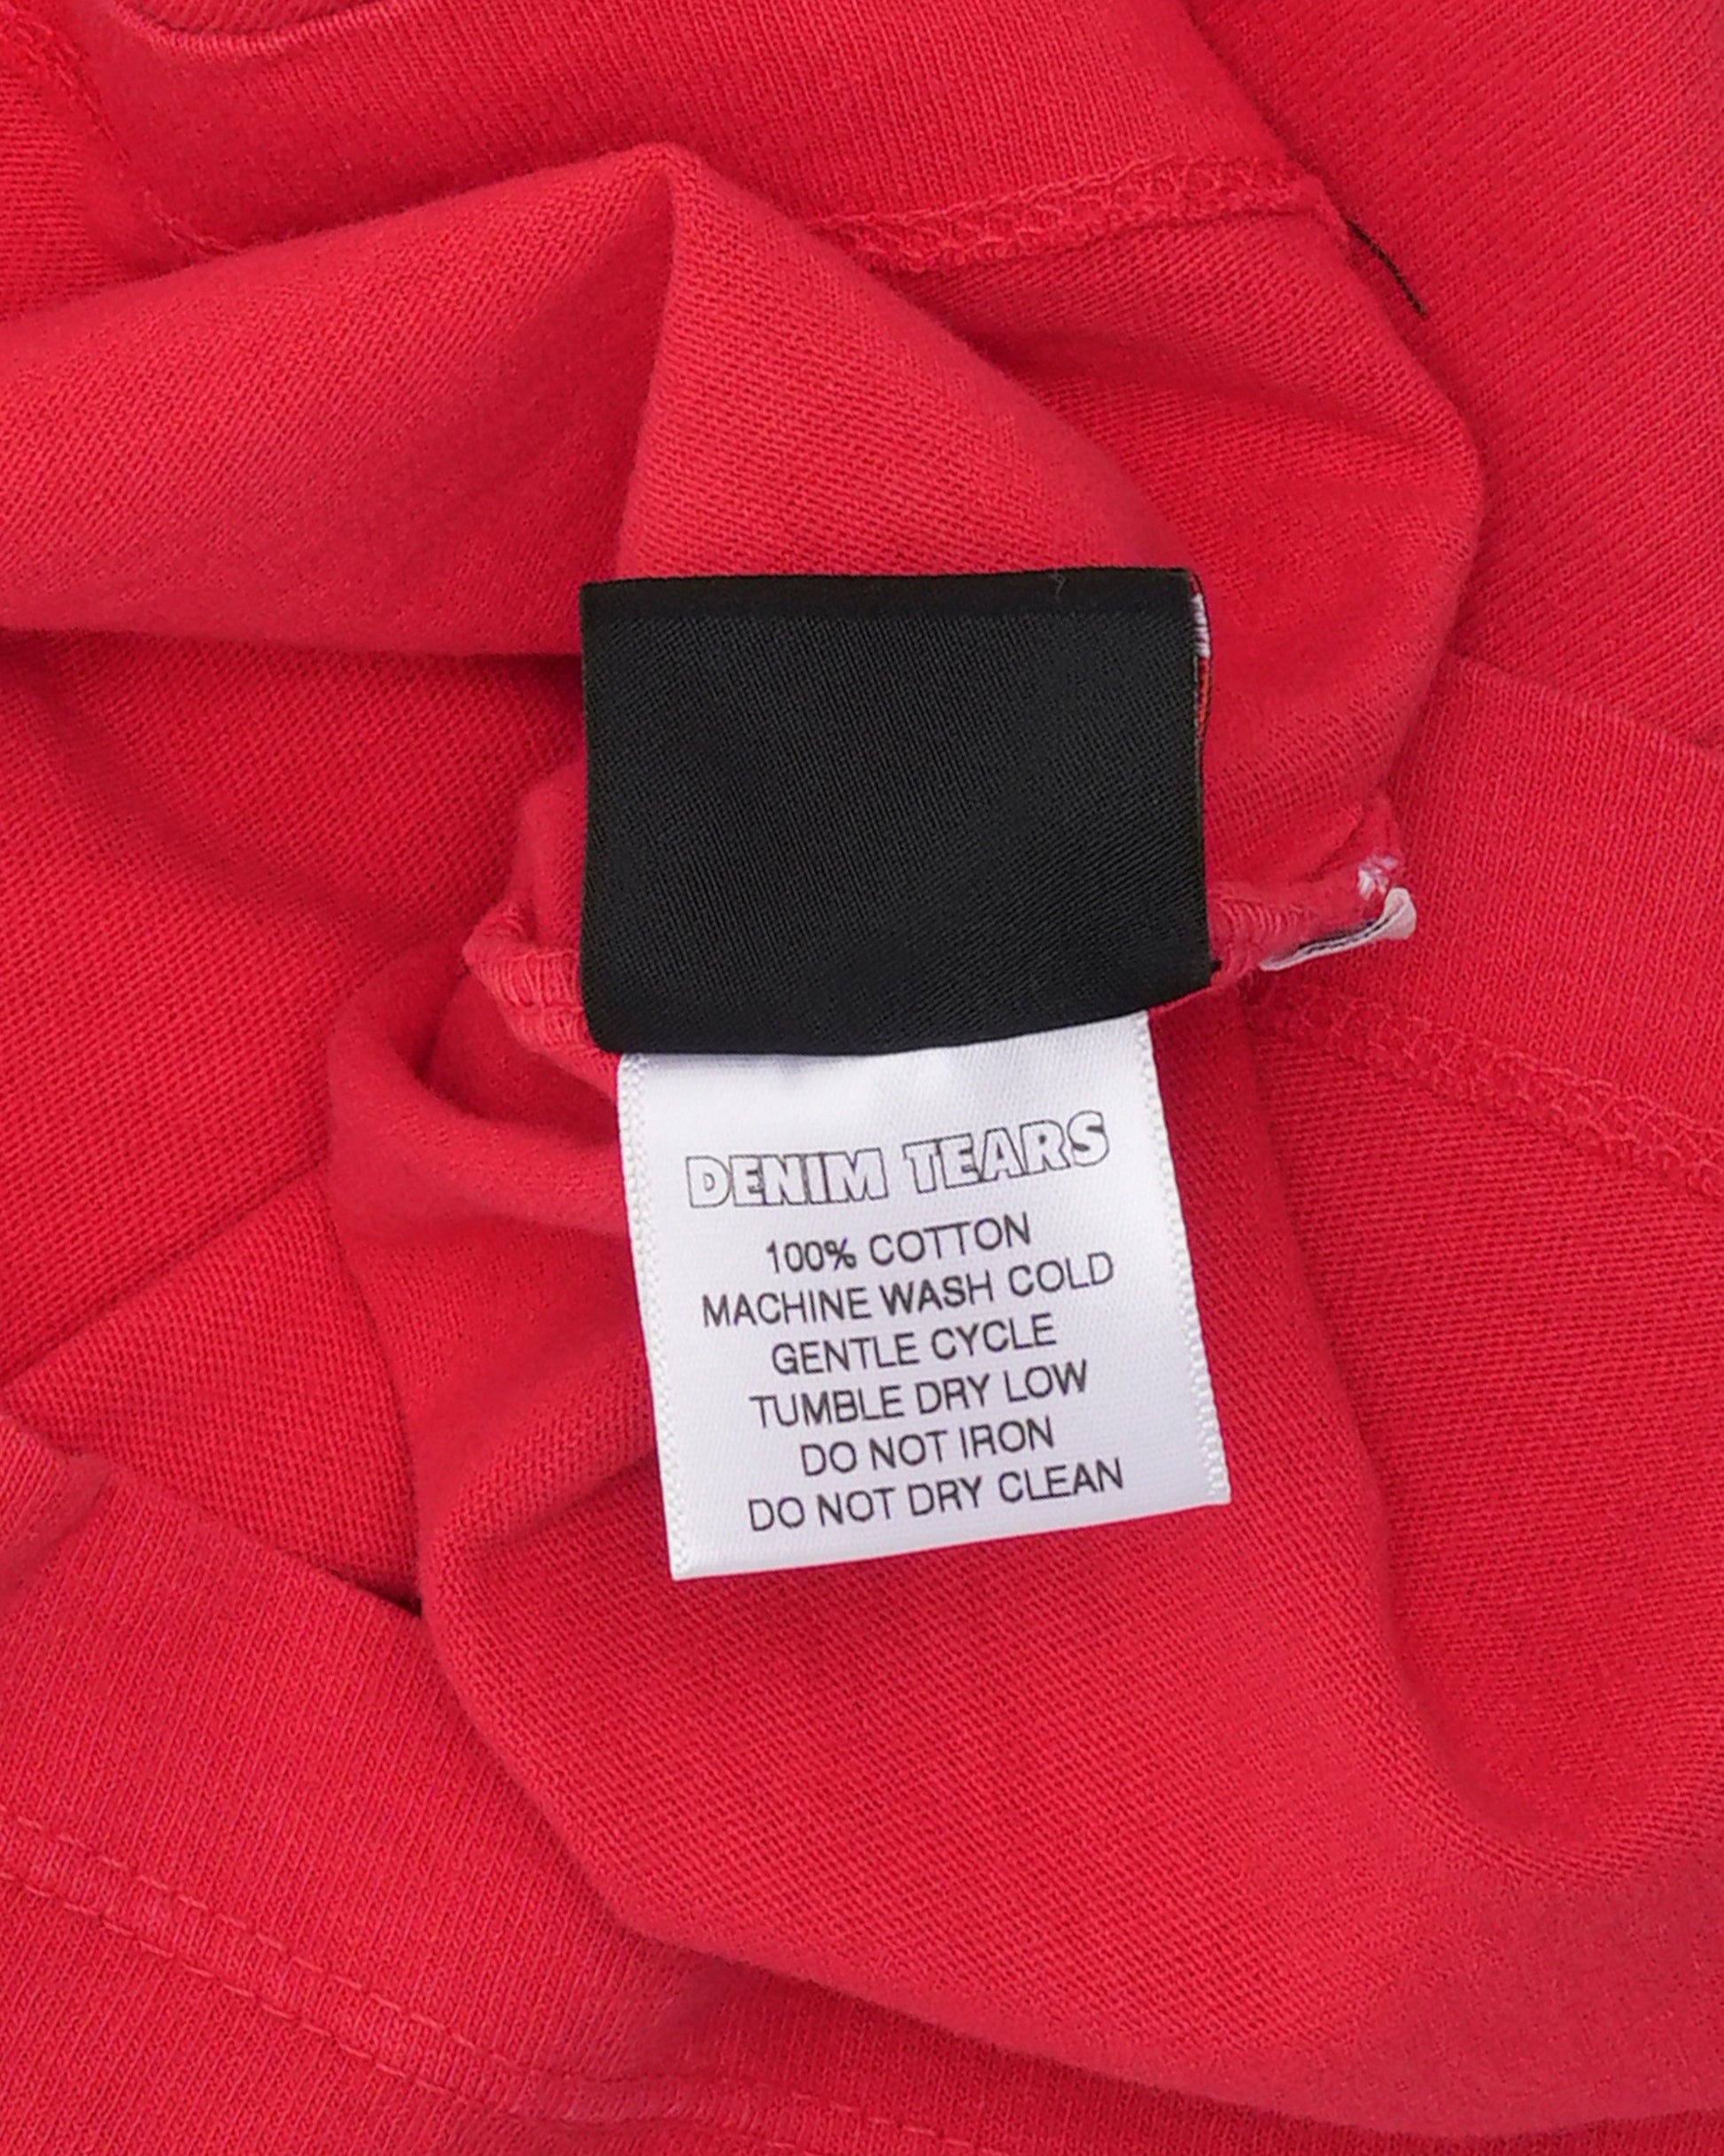 DENIM TEARS
100% COTTON
MACHINE WASH COLD
GENTLE CYCLE
TUMBLE DRY LOW
DO NOT IRON
DO NOT DRY CLEAN